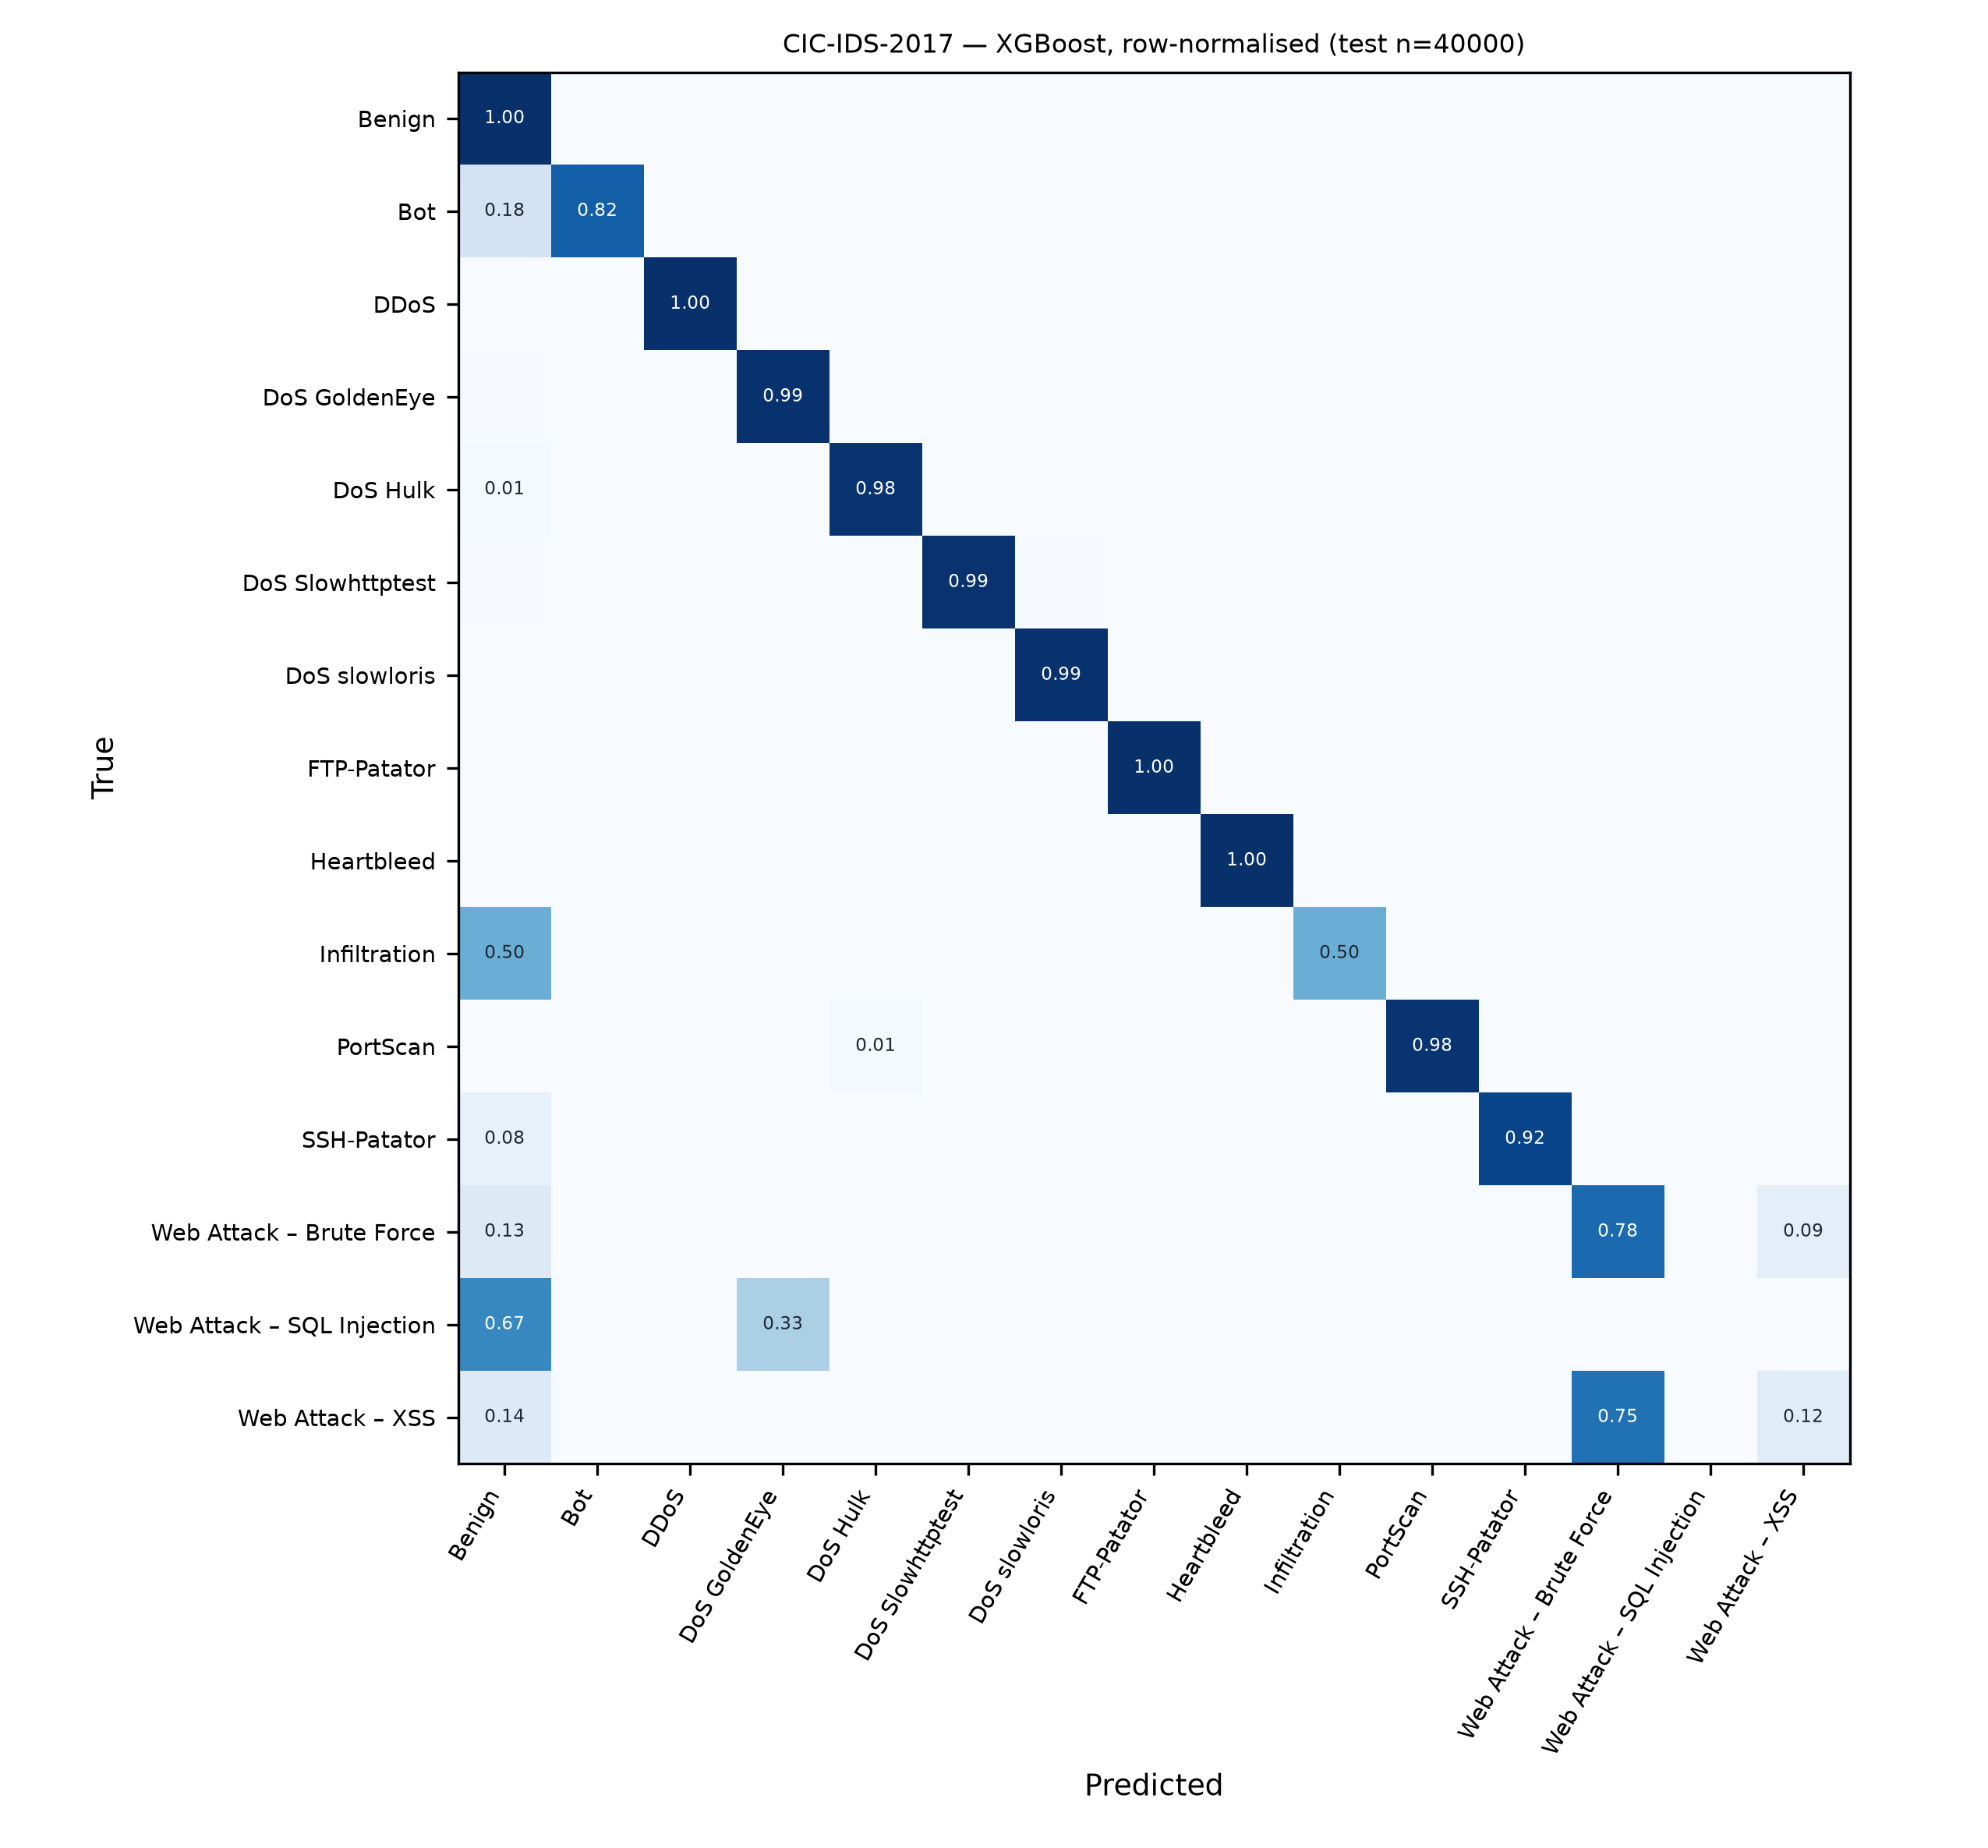 CIC-IDS-2017 — XGBoost, row-normalised (test n=40000)
True
Benign 1.00
Bot 0.18 0.82
DDoS 1.00
DoS GoldenEye 0.99
DoS Hulk 0.01 0.98
DoS Slowhttptest 0.99
DoS slowloris 0.99
FTP-Patator 1.00
Heartbleed 1.00
Infiltration 0.50 0.50
PortScan 0.01 0.98
SSH-Patator 0.08 0.92
Web Attack – Brute Force 0.13 0.78 0.09
Web Attack – SQL Injection 0.67 0.33
Web Attack – XSS 0.14 0.75 0.12
Benign
Bot
DDoS
DoS GoldenEye
DoS Hulk
DoS Slowhttptest
DoS slowloris
FTP-Patator
Heartbleed
Infiltration
PortScan
SSH-Patator
Web Attack – Brute Force
Web Attack – SQL Injection
Web Attack – XSS
Predicted